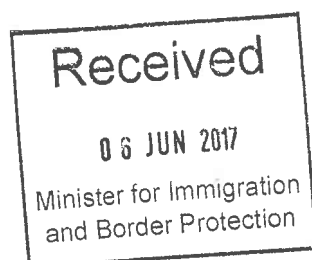 Received
06 JUN 2017
Minister for Immigration
and Border Protection